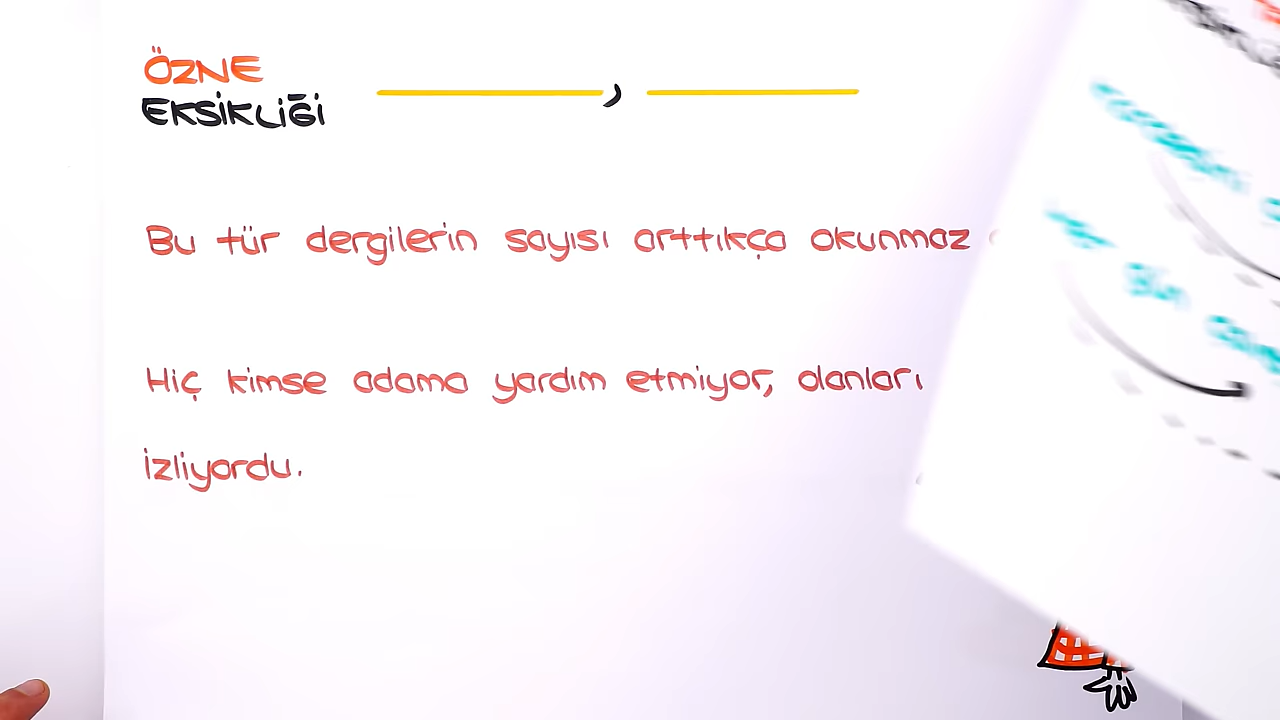 ÖZNE
EKSİKLİĞİ
,
Bu tür dergilerin sayısı arttıkça okunmaz
Hiç kimse adama yardım etmiyor, olanları
izliyordu.